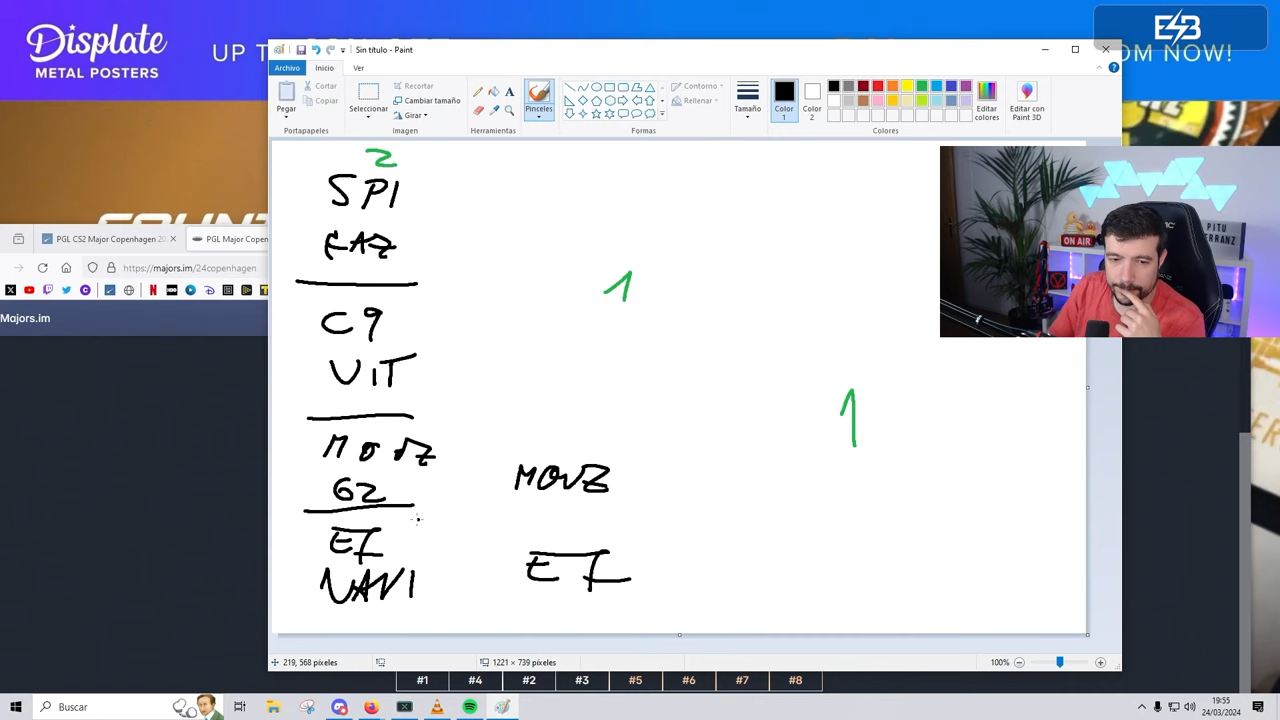 Displate
METAL POSTERS
UP T
OM NOW!
ESB
Sin título - Paint
Archivo
Inicio
Ver
Pegar
Cortar
Copiar
Portapapeles
Seleccionar
Recortar
Cambiar tamaño
Girar
Imagen
Herramientas
Pinceles
Contorno
Rellenar
Formas
Tamaño
Color 1
Color 2
Editar colores
Editar con Paint 3D
Colores
2
SPI
1
C9
VIT
1
MOUZ
G2
MOUZ
NAVI
ON AIR
PITU
ERRANZ
PGL CS2 Major Copenhagen 20
PGL Major Copen
https://majors.im/24copenhagen
Majors.im
219, 568 píxeles
1221 × 739 píxeles
100%
#1 #4 #2 #3 #5 #6 #7 #8
Buscar
19:55
24/03/2024